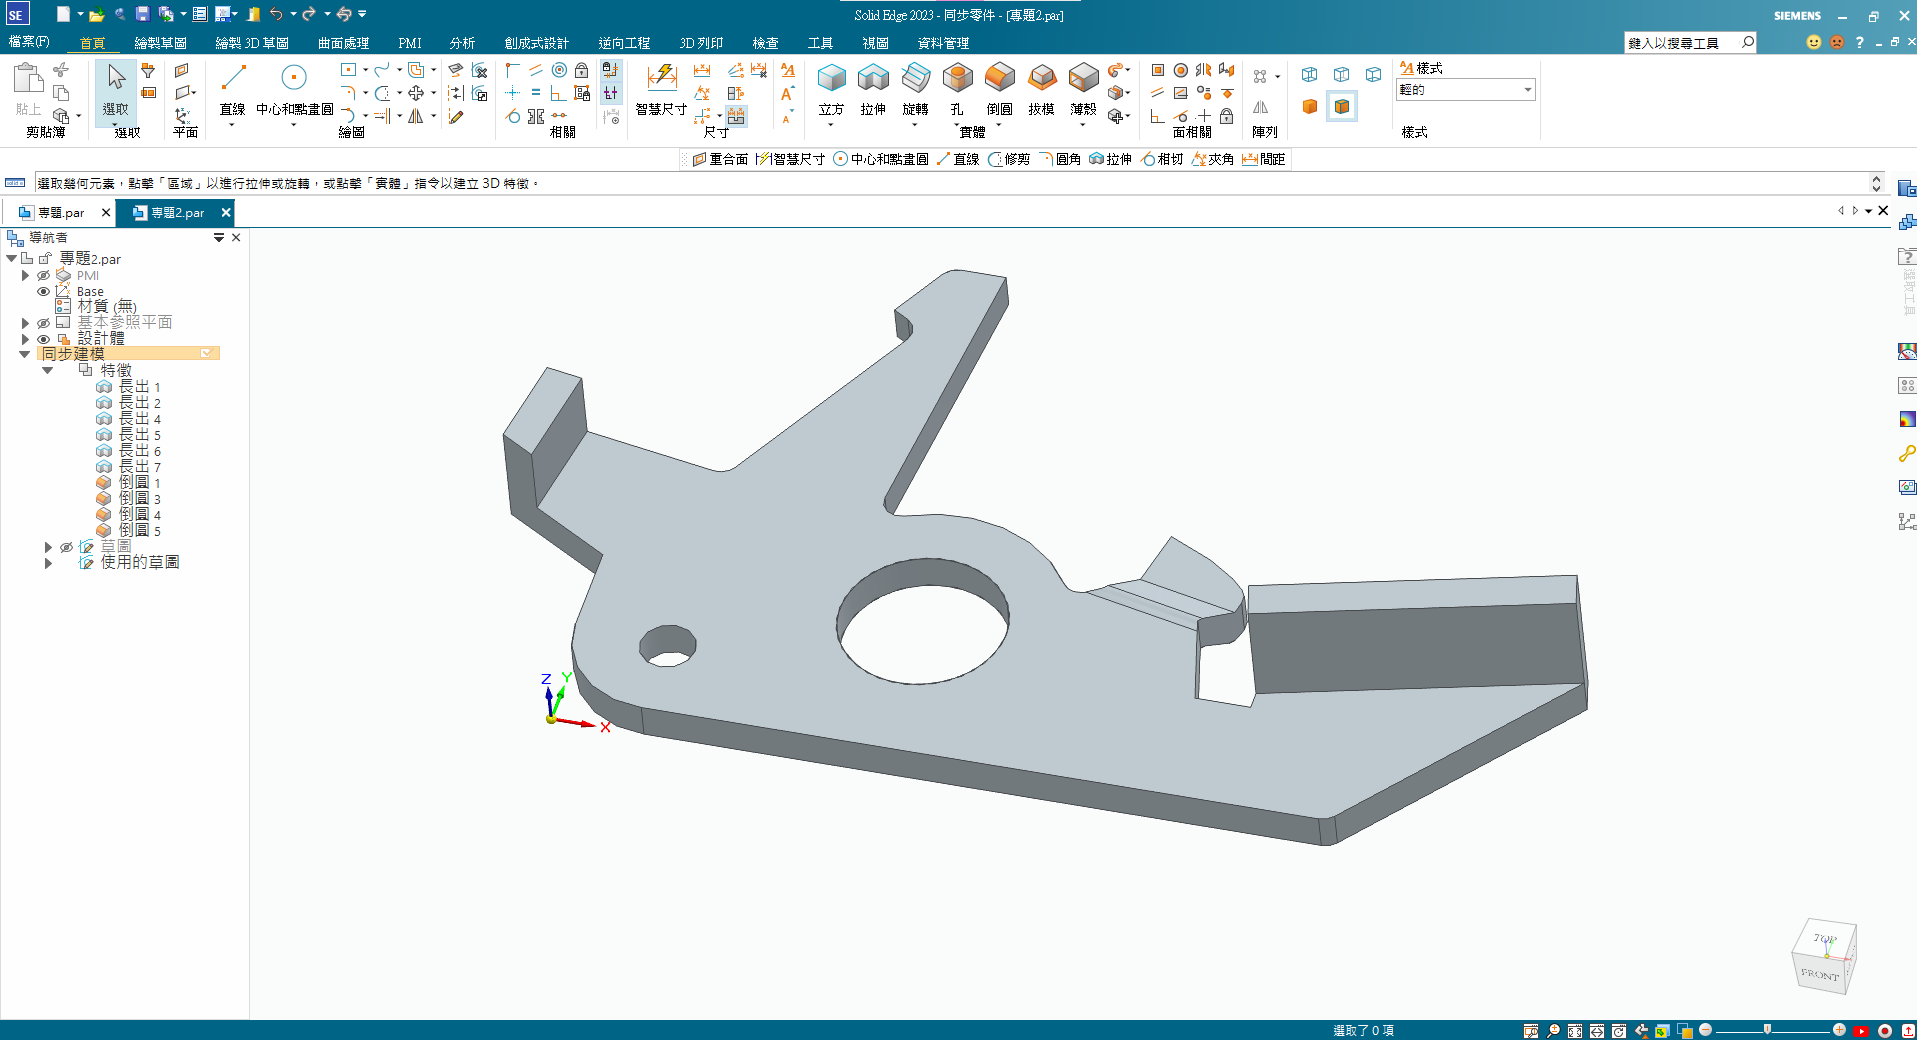 SE
Solid Edge 2023 - 同步零件 - [專題2.par]
SIEMENS
檔案(F) 首頁 繪製草圖 繪製 3D 草圖 曲面處理 PMI 分析 創成式設計 逆向工程 3D 列印 檢查 工具 視圖 資料管理
鍵入以搜尋工具
貼上 選取 直線 中心和點畫圓 智慧尺寸 立方 拉伸 旋轉 孔 倒圓 拔模 薄殼
樣式
輕的
剪貼簿 選取 平面 繪圖 相關 尺寸 實體 面相關 陣列 樣式
重合面 智慧尺寸 中心和點畫圓 直線 修剪 圓角 拉伸 相切 夾角 間距
選取幾何元素，點擊「區域」以進行拉伸或旋轉，或點擊「實體」指令以建立 3D 特徵。
專題.par 專題2.par
導航者
專題2.par
PMI
Base
材質 (無)
基本參照平面
設計體
同步建模
特徵
長出 1
長出 2
長出 4
長出 5
長出 6
長出 7
倒圓 1
倒圓 3
倒圓 4
倒圓 5
草圖
使用的草圖
選取工具
Z
Y
X
TOP
FRONT
選取了 0 項